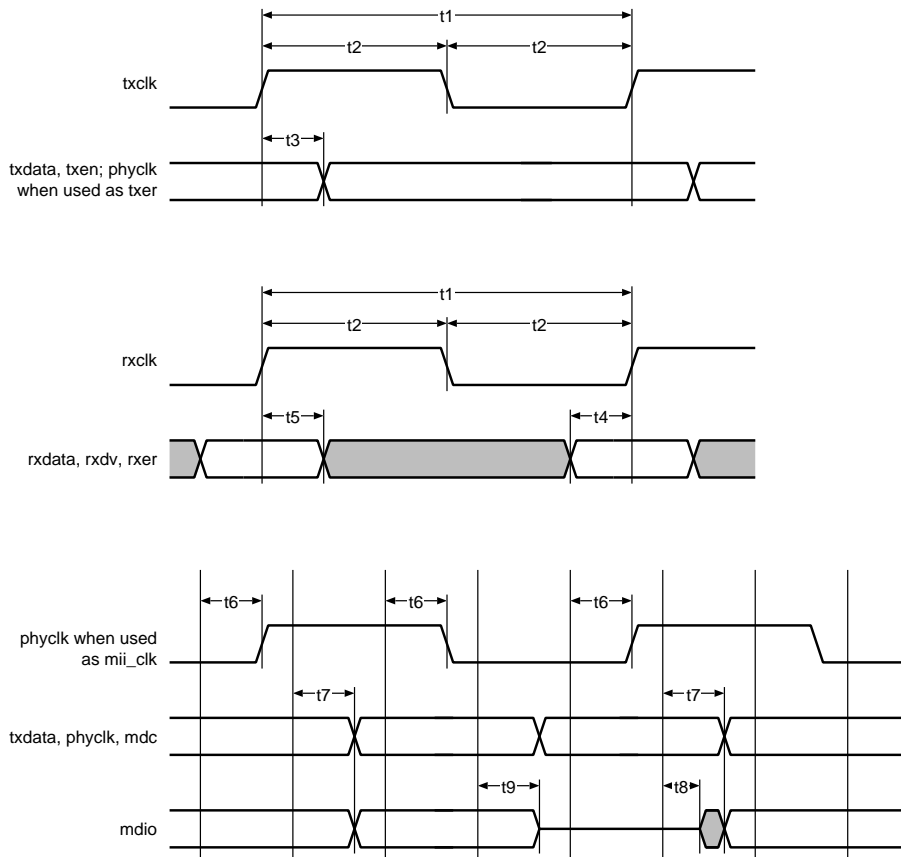 t1
t2 t2
txclk
t3
txdata, txen; phyclk
when used as txer
t1
t2 t2
rxclk
t5 t4
rxdata, rxdv, rxer
t6 t6 t6
phyclk when used
as mii_clk
t7 t7
txdata, phyclk, mdc
t9 t8
mdio